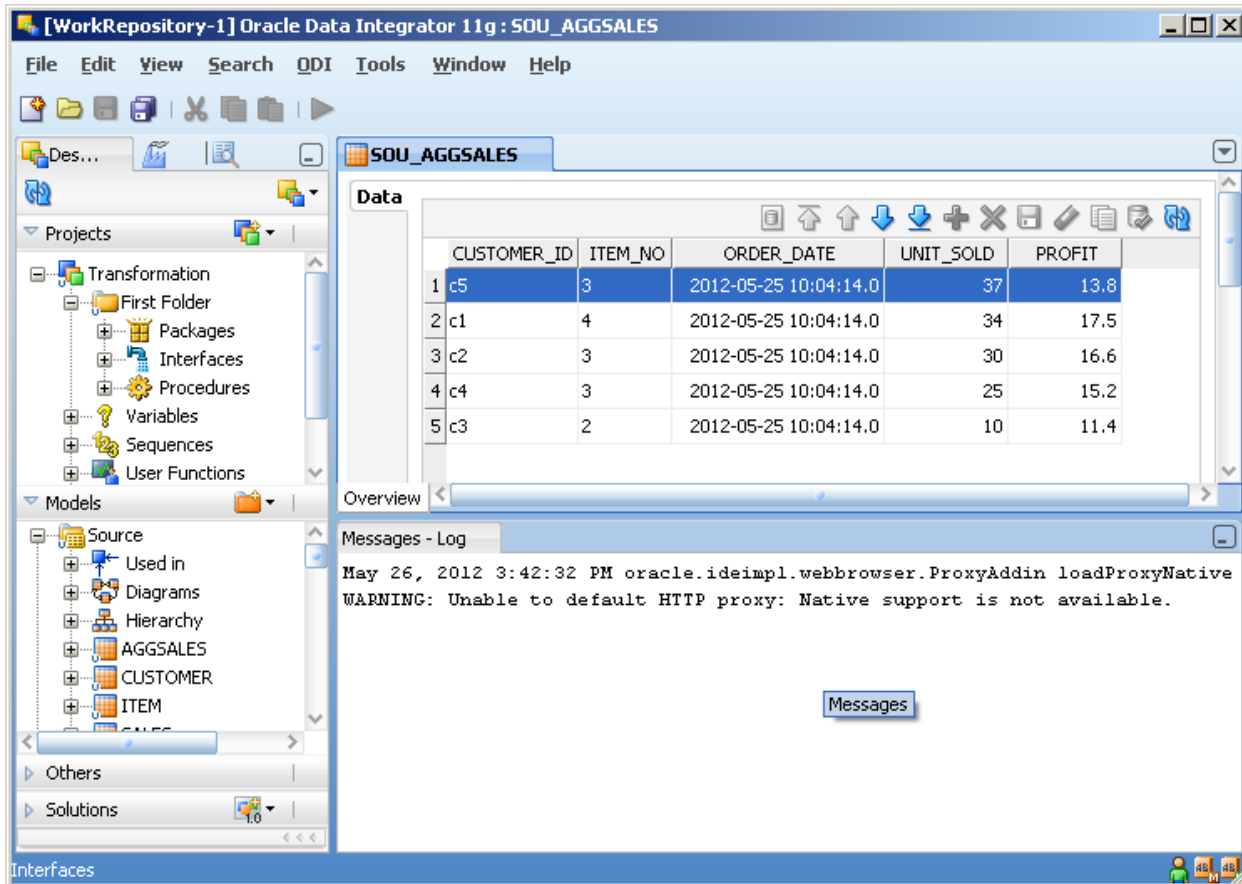 [WorkRepository-1] Oracle Data Integrator 11g : SOU_AGGSALES
File Edit View Search ODI Tools Window Help
Des...
Projects
Transformation
First Folder
Packages
Interfaces
Procedures
Variables
Sequences
User Functions
Models
Source
Used in
Diagrams
Hierarchy
AGGSALES
CUSTOMER
ITEM
SALES
Others
Solutions
1.0
Interfaces
SOU_AGGSALES
Data
CUSTOMER_ID ITEM_NO ORDER_DATE UNIT_SOLD PROFIT
1 c5 3 2012-05-25 10:04:14.0 37 13.8
2 c1 4 2012-05-25 10:04:14.0 34 17.5
3 c2 3 2012-05-25 10:04:14.0 30 16.6
4 c4 3 2012-05-25 10:04:14.0 25 15.2
5 c3 2 2012-05-25 10:04:14.0 10 11.4
Overview
Messages - Log
May 26, 2012 3:42:32 PM oracle.ideimpl.webbrowser.ProxyAddin loadProxyNative
WARNING: Unable to default HTTP proxy: Native support is not available.
Messages